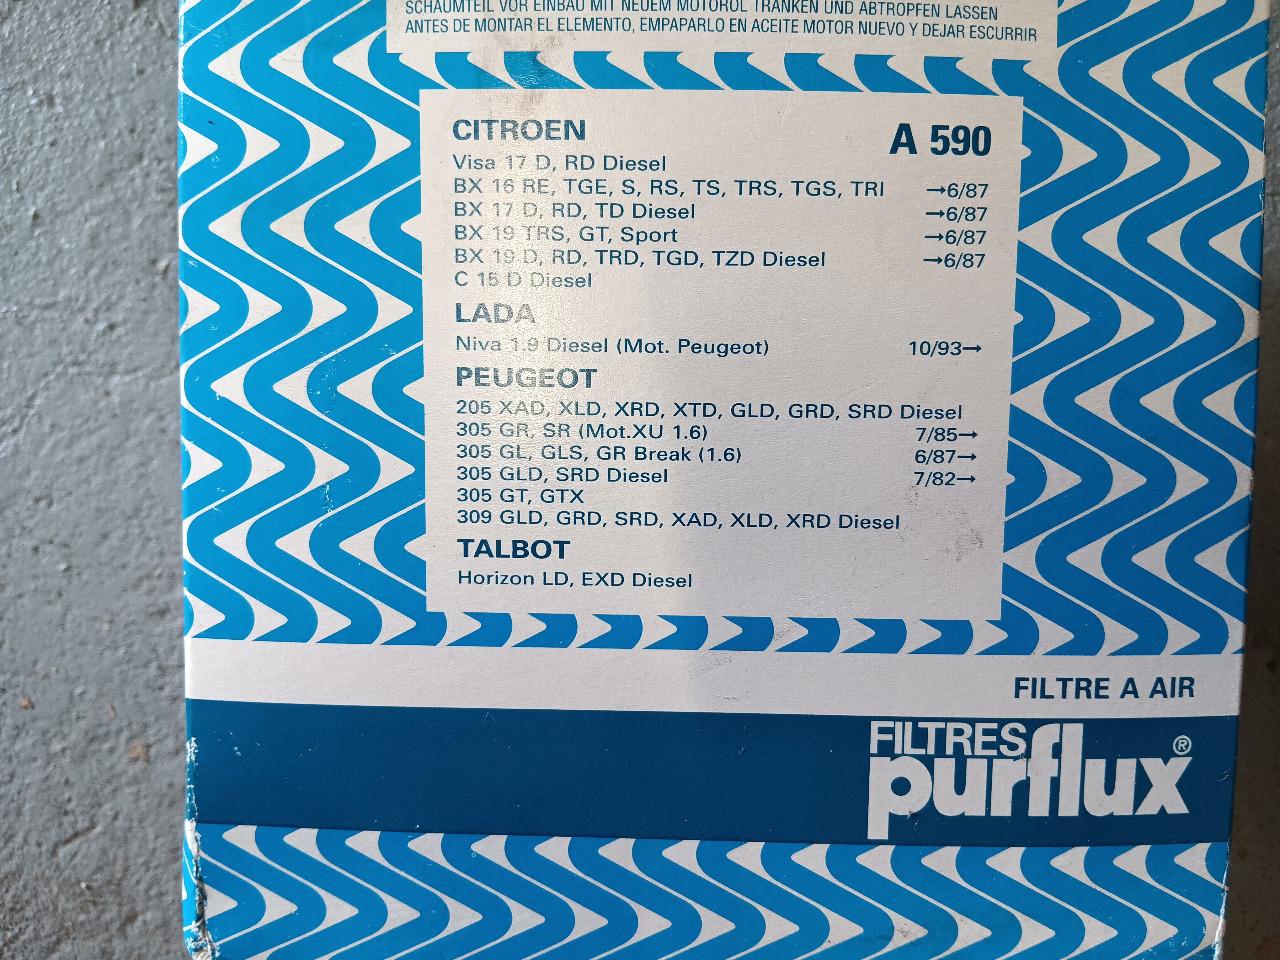 SCHAUMTEIL VOR EINBAU MIT NEUEM MOTORÖL TRÄNKEN UND ABTROPFEN LASSEN
ANTES DE MONTAR EL ELEMENTO, EMPAPARLO EN ACEITE MOTOR NUEVO Y DEJAR ESCURRIR
CITROEN A 590
Visa 17 D, RD Diesel
BX 16 RE, TGE, S, RS, TS, TRS, TGS, TRI →6/87
BX 17 D, RD, TD Diesel →6/87
BX 19 TRS, GT, Sport →6/87
BX 19 D, RD, TRD, TGD, TZD Diesel →6/87
C 15 D Diesel
LADA
Niva 1.9 Diesel (Mot. Peugeot) 10/93→
PEUGEOT
205 XAD, XLD, XRD, XTD, GLD, GRD, SRD Diesel
305 GR, SR (Mot.XU 1.6) 7/85→
305 GL, GLS, GR Break (1.6) 6/87→
305 GLD, SRD Diesel 7/82→
305 GT, GTX
309 GLD, GRD, SRD, XAD, XLD, XRD Diesel
TALBOT
Horizon LD, EXD Diesel
FILTRE A AIR
FILTRES
purflux®